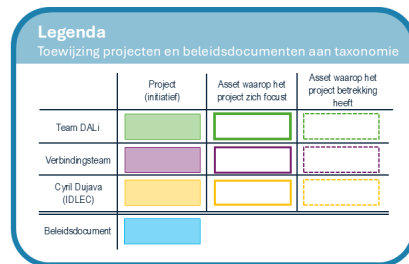 Legenda
Toewijzing projecten en beleidsdocumenten aan taxonomie
Project
(initiatief)
Asset waarop het
project zich focust
Asset waarop het
project betrekking
heeft
Team DALi
Verbindingsteam
Cyril Dujava
(IDLEC)
Beleidsdocument